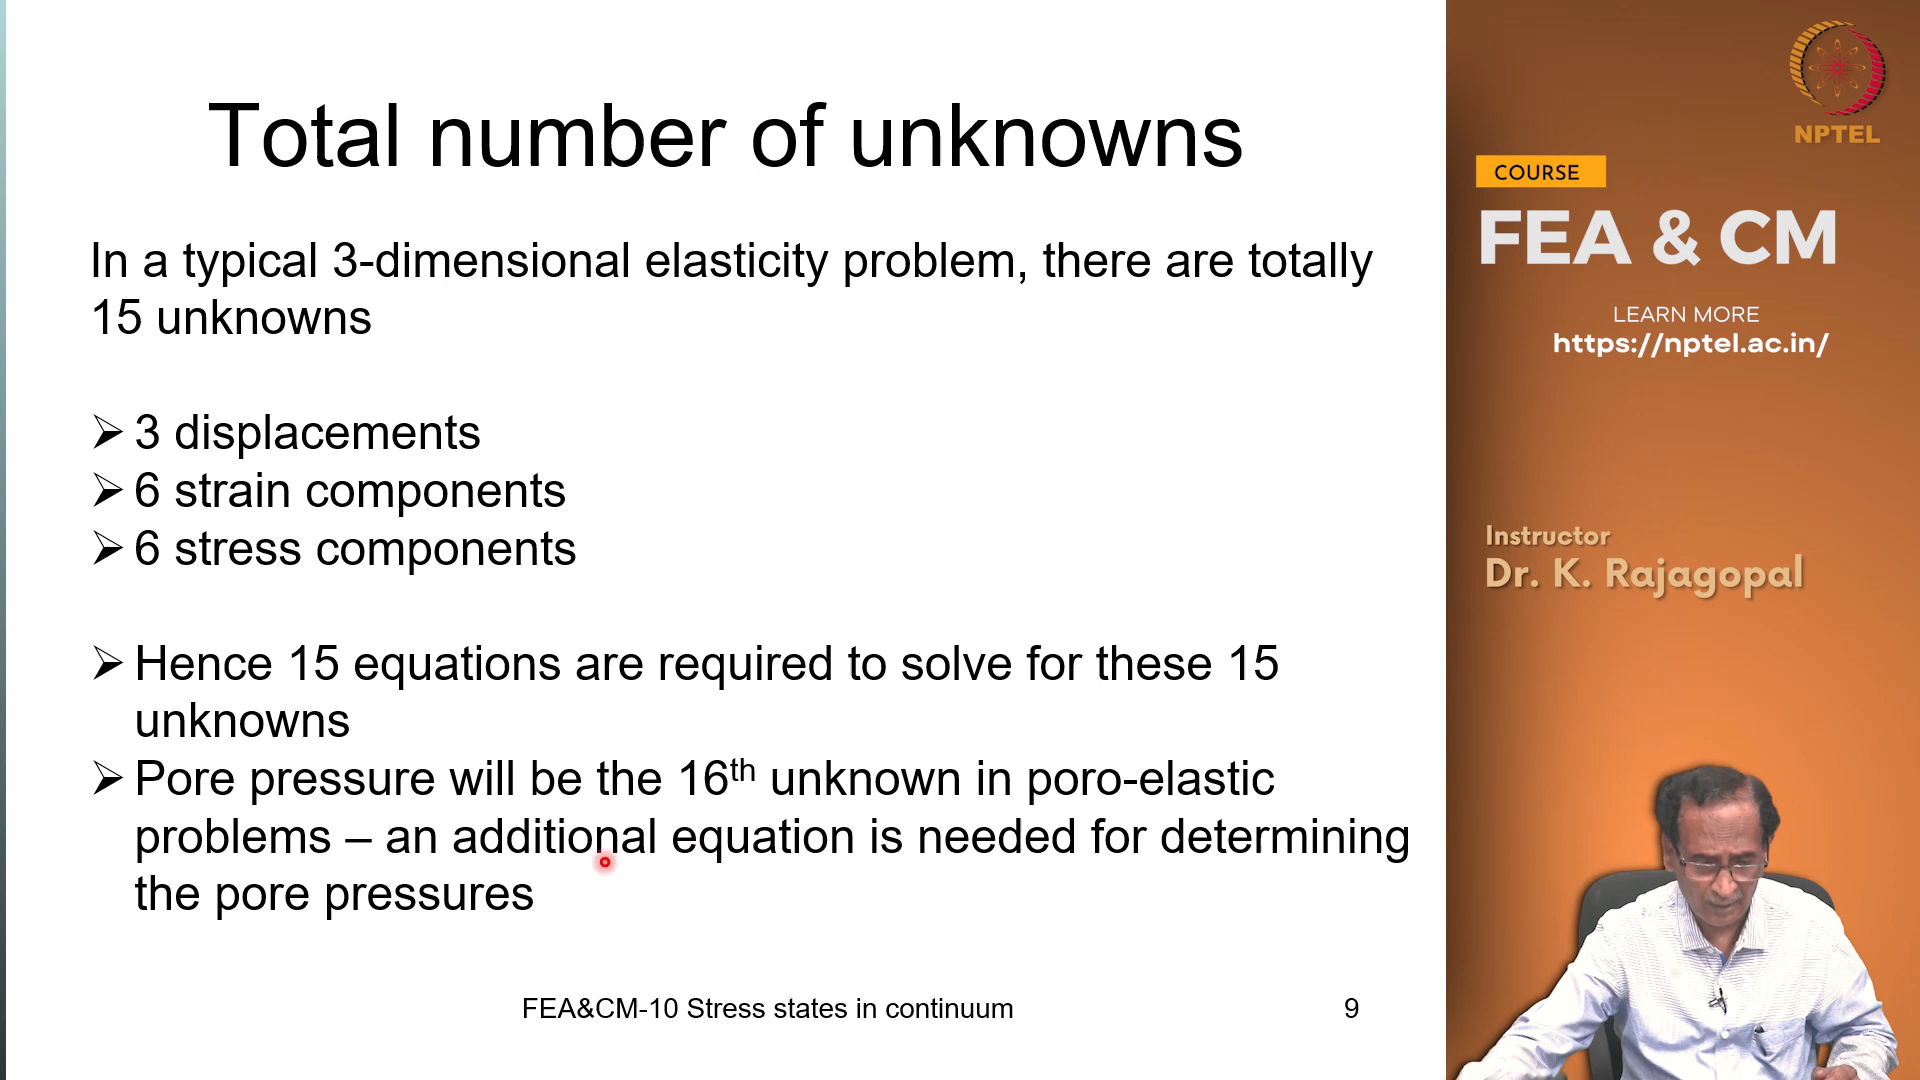 Total number of unknowns
In a typical 3-dimensional elasticity problem, there are totally
15 unknowns
➢ 3 displacements
➢ 6 strain components
➢ 6 stress components
➢ Hence 15 equations are required to solve for these 15
unknowns
➢ Pore pressure will be the 16th unknown in poro-elastic
problems – an additional equation is needed for determining
the pore pressures
FEA&CM-10 Stress states in continuum
9
NPTEL
COURSE
FEA & CM
LEARN MORE
https://nptel.ac.in/
Instructor
Dr. K. Rajagopal